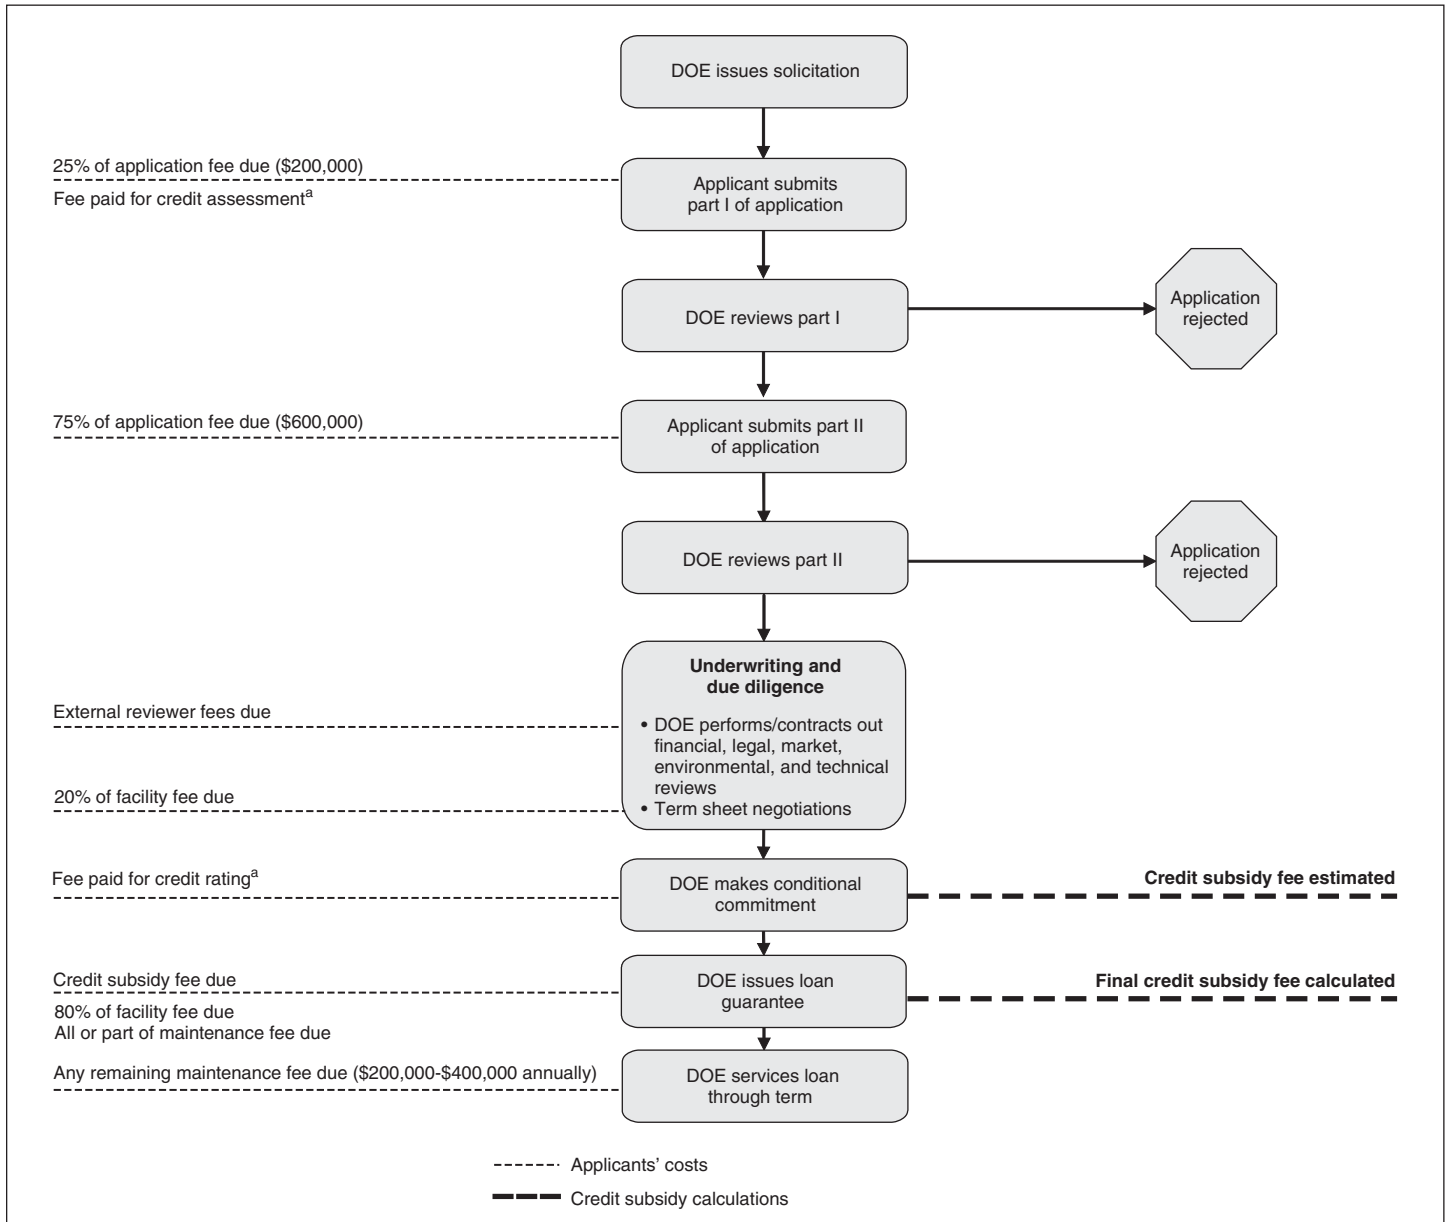 DOE issues solicitation
25% of application fee due ($200,000)
Fee paid for credit assessmentᵃ
Applicant submits
part I of application
DOE reviews part I
Application
rejected
75% of application fee due ($600,000)
Applicant submits part II
of application
DOE reviews part II
Application
rejected
Underwriting and
due diligence
• DOE performs/contracts out
financial, legal, market,
environmental, and technical
reviews
• Term sheet negotiations
External reviewer fees due
20% of facility fee due
Fee paid for credit ratingᵃ
DOE makes conditional
commitment
Credit subsidy fee estimated
Credit subsidy fee due
80% of facility fee due
All or part of maintenance fee due
DOE issues loan
guarantee
Final credit subsidy fee calculated
Any remaining maintenance fee due ($200,000-$400,000 annually)
DOE services loan
through term
Applicants' costs
Credit subsidy calculations